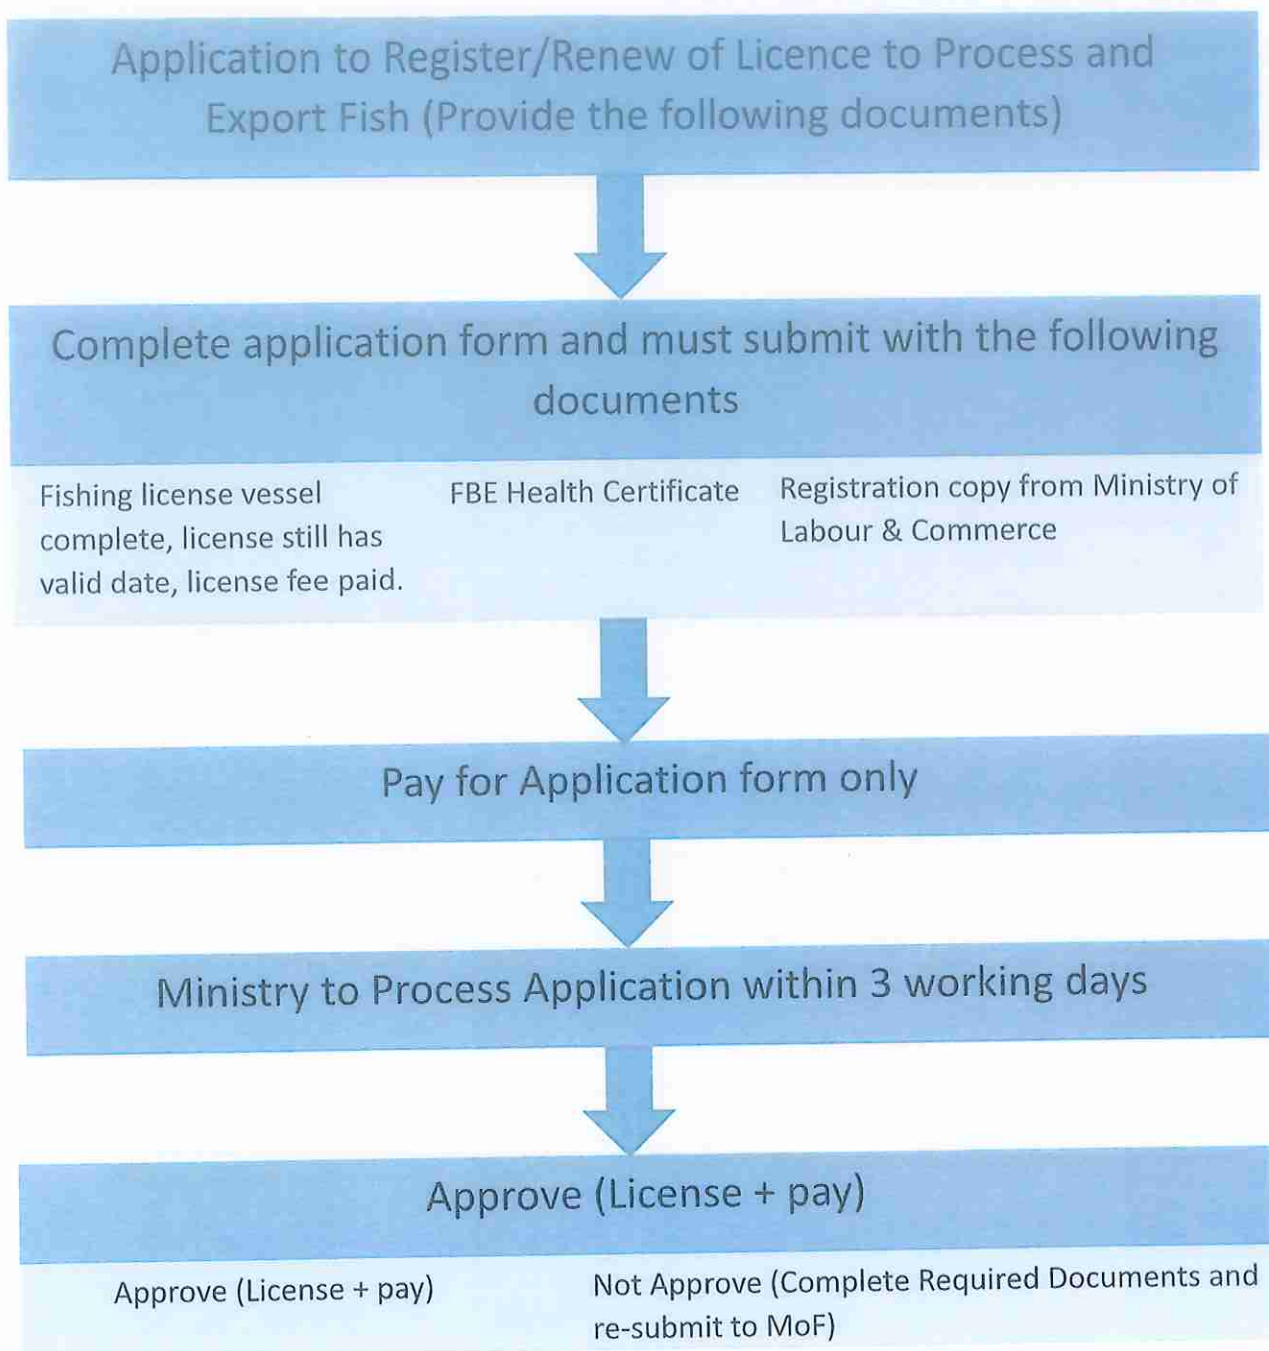 Application to Register/Renew of Licence to Process and
Export Fish (Provide the following documents)
Complete application form and must submit with the following
documents
Fishing license vessel
complete, license still has
valid date, license fee paid.
FBE Health Certificate
Registration copy from Ministry of
Labour & Commerce
Pay for Application form only
Ministry to Process Application within 3 working days
Approve (License + pay)
Approve (License + pay)
Not Approve (Complete Required Documents and
re-submit to MoF)